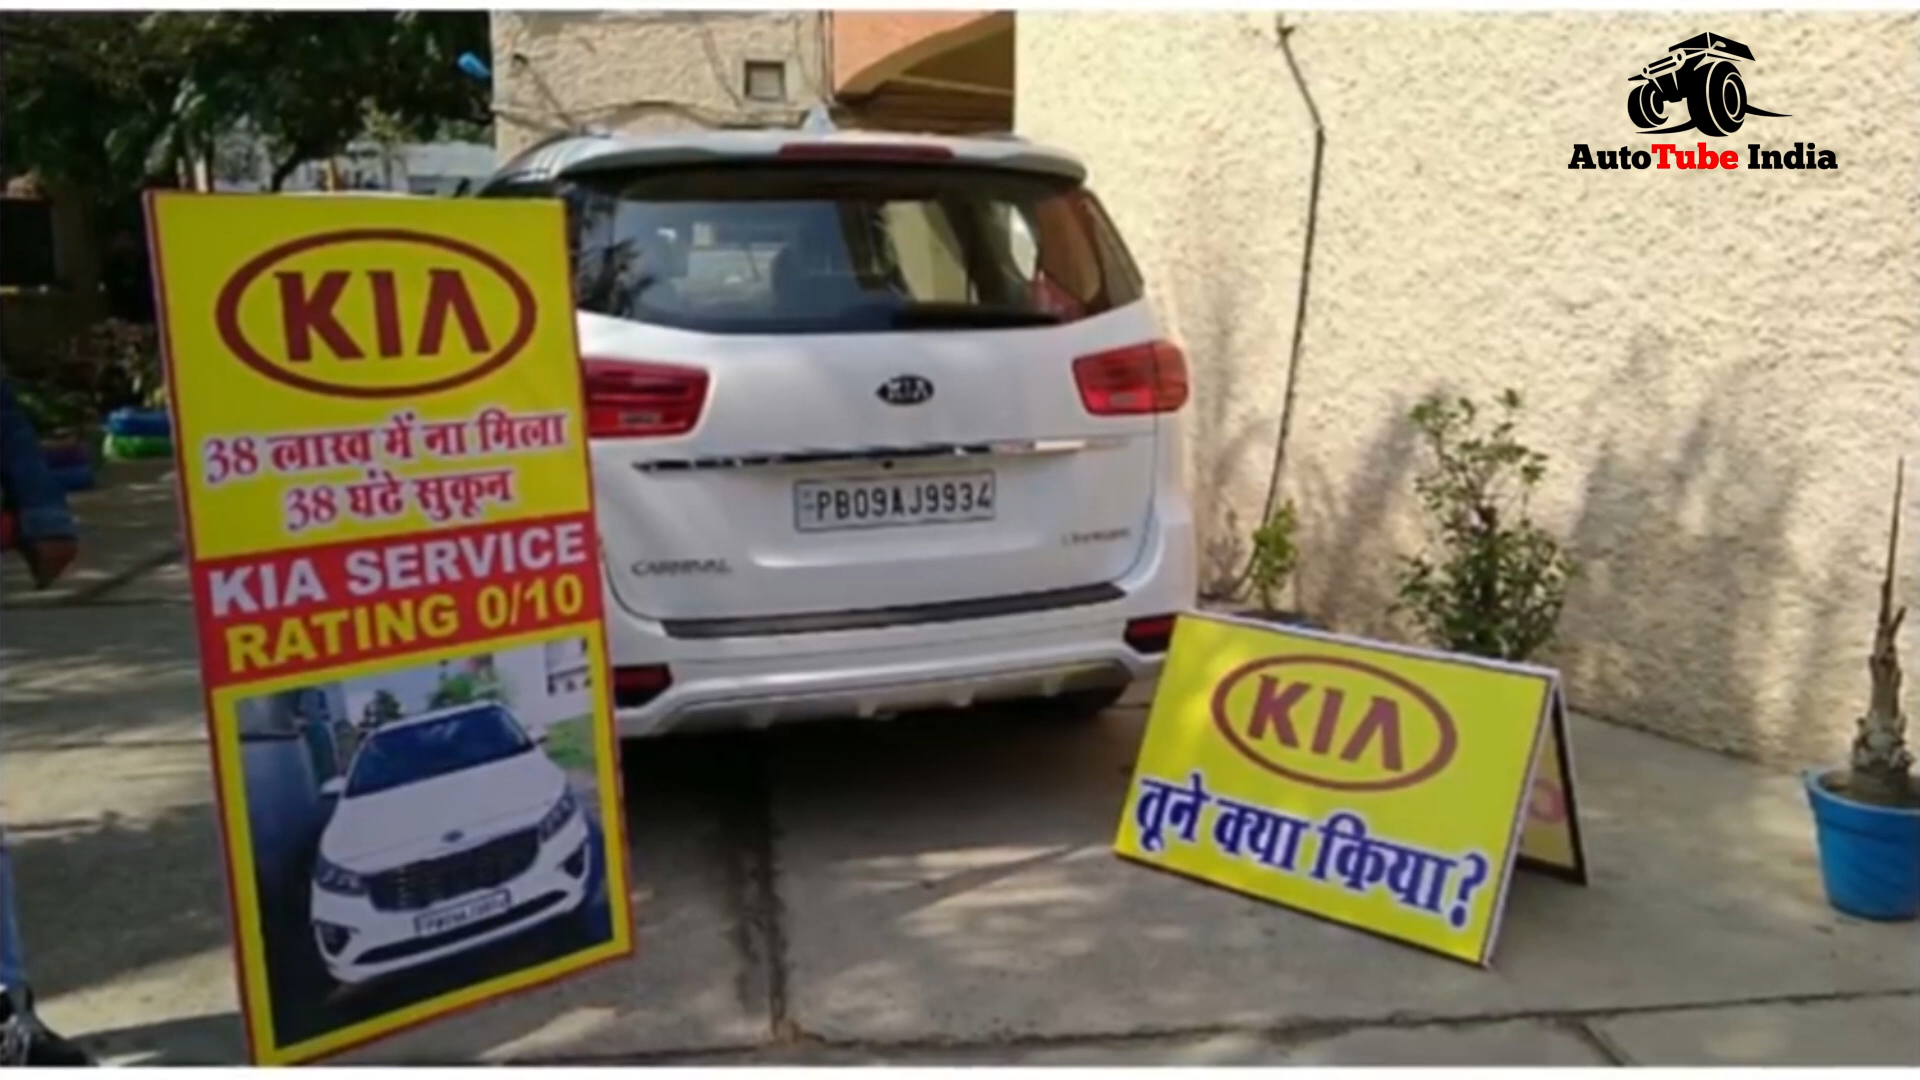 AutoTube India
KIA
38 लाख में ना मिला
38 घंटे सुकून
KIA SERVICE
RATING 0/10
KIA
PB09AJ9934
CARNIVAL
KIA
तूने क्या किया?